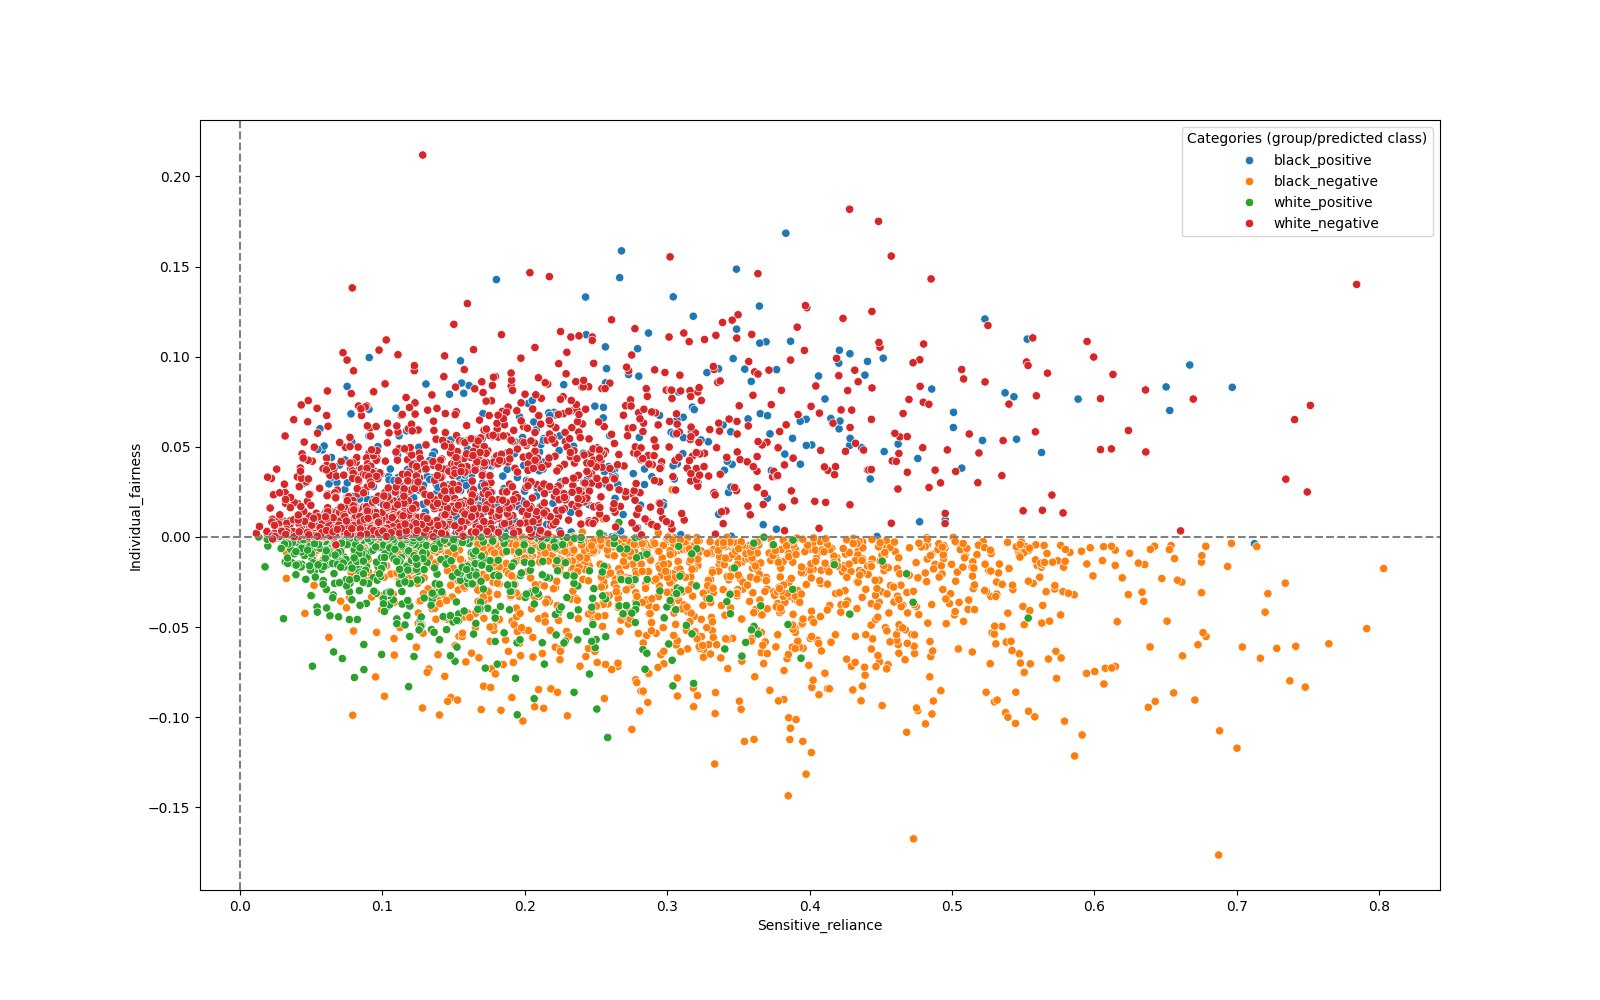 Categories (group/predicted class)
black_positive
black_negative
white_positive
white_negative
0.20
0.15
0.10
0.05
0.00
−0.05
−0.10
−0.15
Individual_fairness
0.0 0.1 0.2 0.3 0.4 0.5 0.6 0.7 0.8
Sensitive_reliance